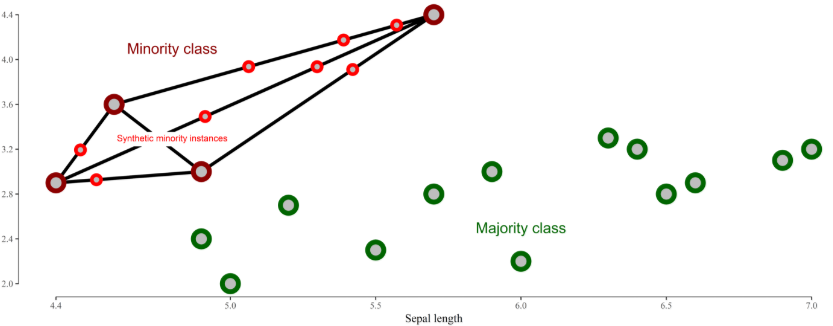 4.4
Minority class
4.0
3.6
Synthetic minority instances
3.2
2.8
Majority class
2.4
2.0
4.4 5.0 5.5 6.0 6.5 7.0
Sepal length